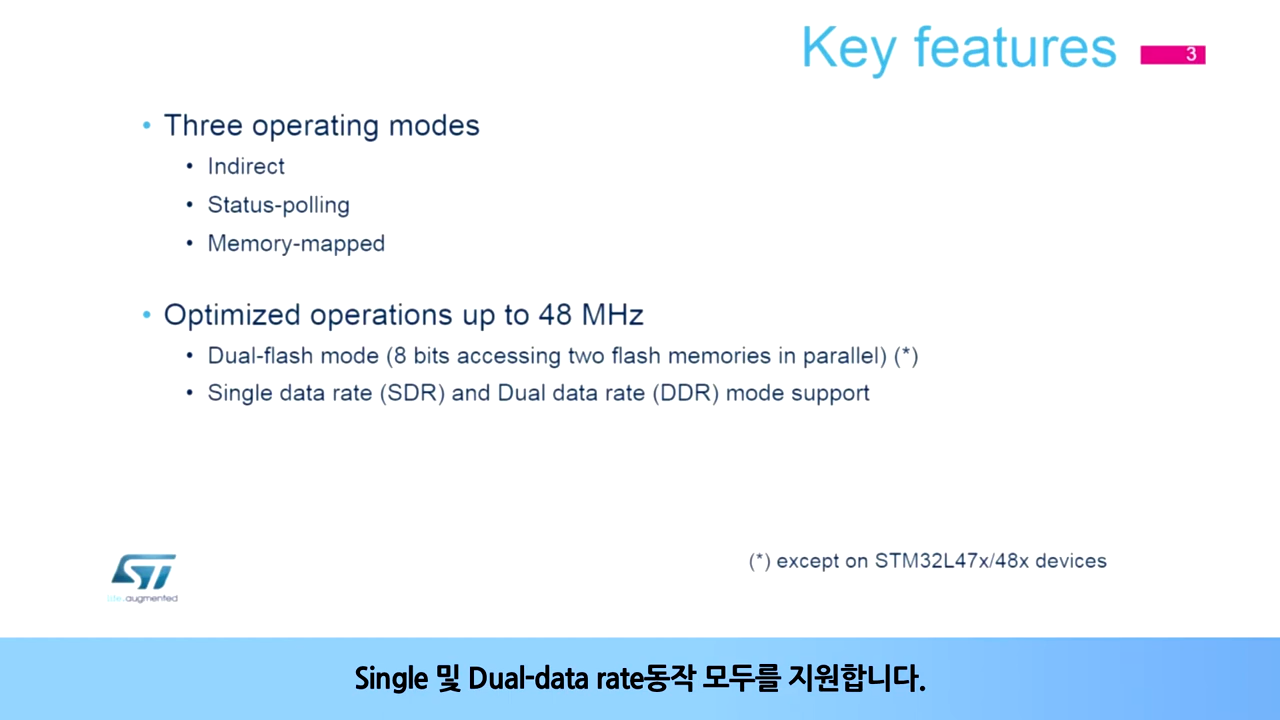 Key features
3
• Three operating modes
• Indirect
• Status-polling
• Memory-mapped
• Optimized operations up to 48 MHz
• Dual-flash mode (8 bits accessing two flash memories in parallel) (*)
• Single data rate (SDR) and Dual data rate (DDR) mode support
ST
life.augmented
(*) except on STM32L47x/48x devices
Single 및 Dual-data rate동작 모두를 지원합니다.